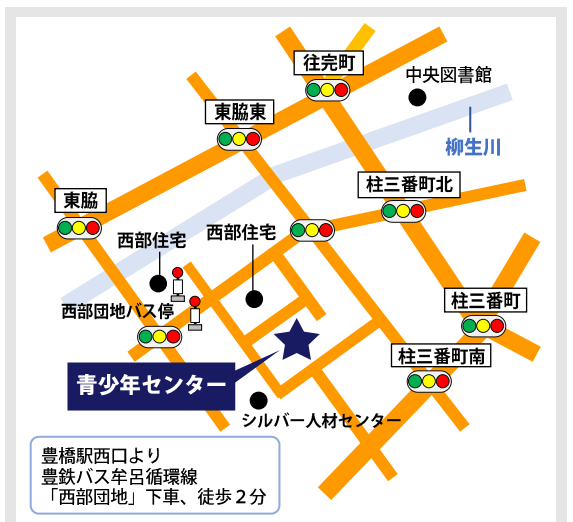 往完町
中央図書館
東脇東
柳生川
柱三番町北
東脇
西部住宅
西部住宅
西部団地バス停
柱三番町
柱三番町南
青少年センター
シルバー人材センター
豊橋駅西口より
豊鉄バス牟呂循環線
「西部団地」下車、徒歩２分